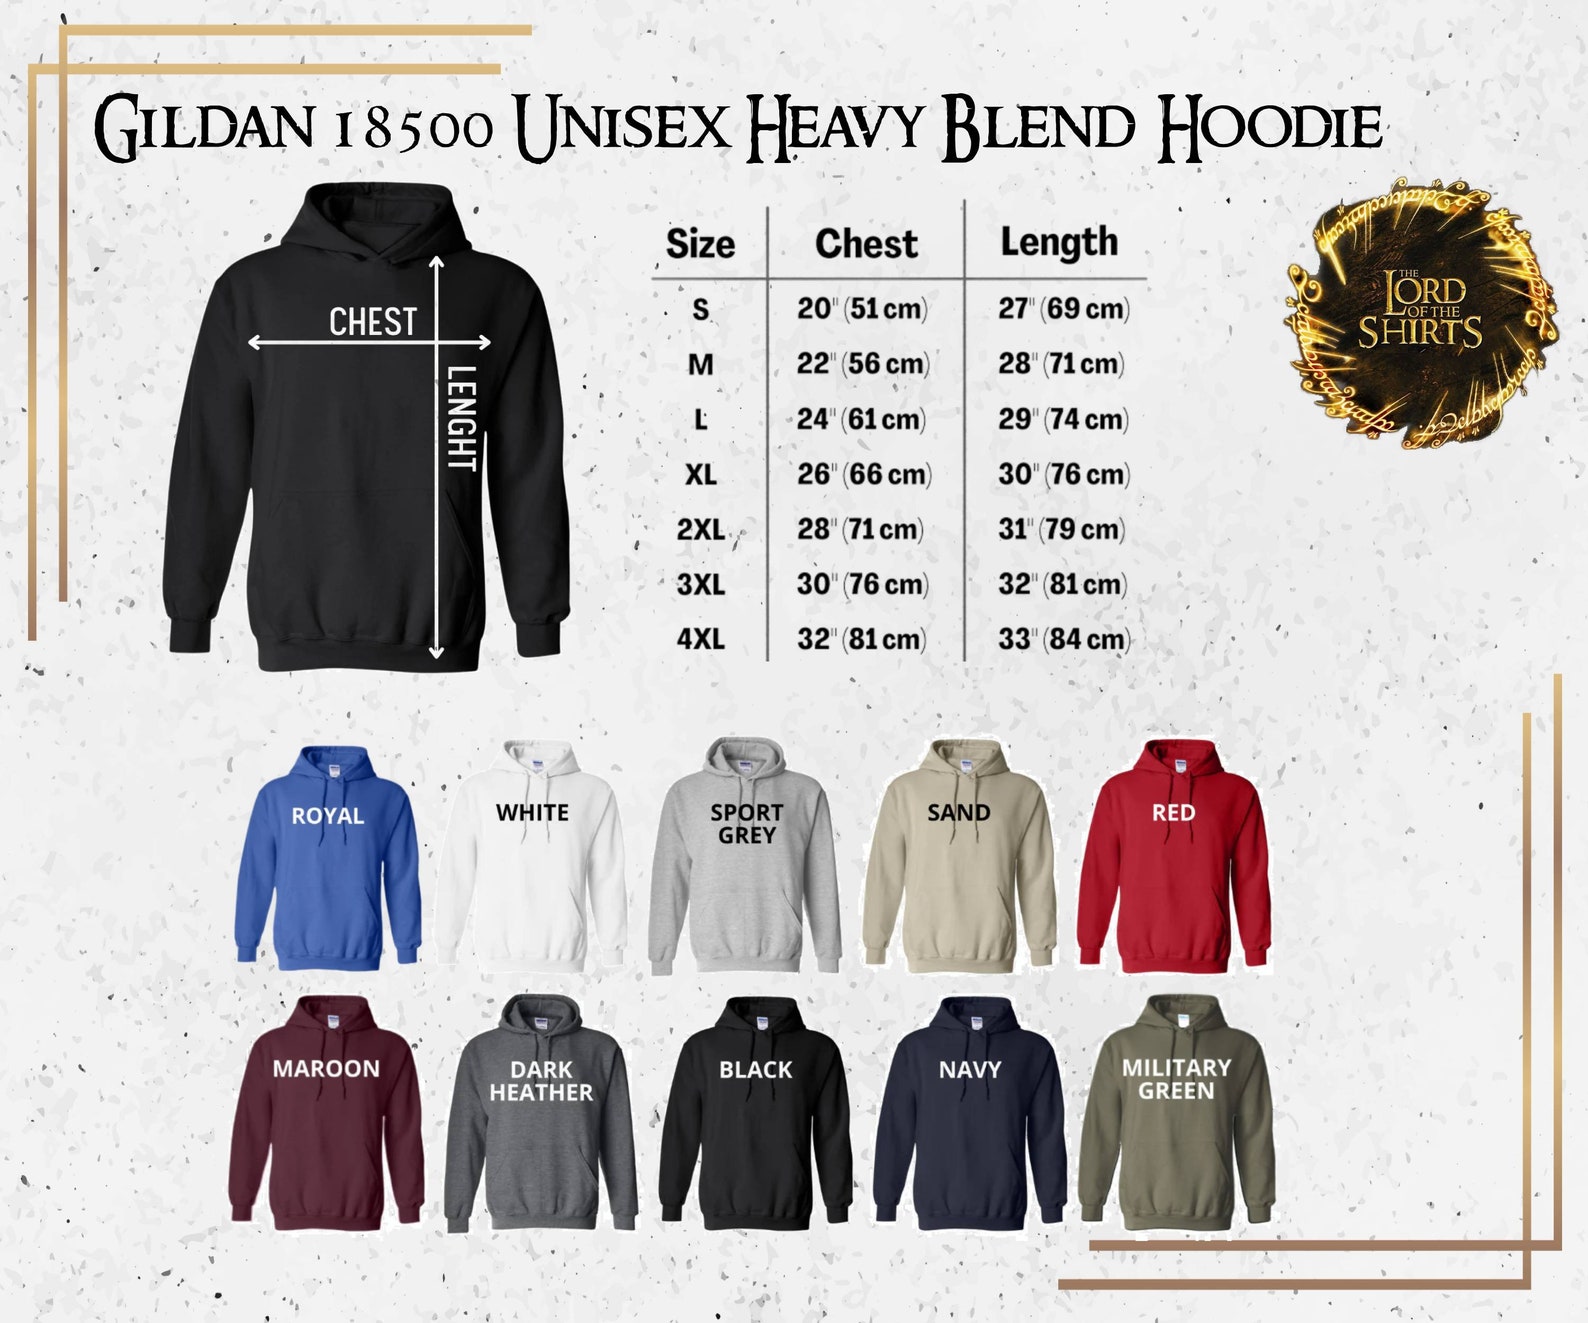 GILDAN 18500 UNISEX HEAVY BLEND HOODIE
CHEST
LENGHT
Size Chest Length
S 20" (51 cm) 27" (69 cm)
M 22" (56 cm) 28" (71 cm)
L 24" (61 cm) 29" (74 cm)
XL 26" (66 cm) 30" (76 cm)
2XL 28" (71 cm) 31" (79 cm)
3XL 30" (76 cm) 32" (81 cm)
4XL 32" (81 cm) 33" (84 cm)
THE
LORD
OF THE
SHIRTS
ROYAL
WHITE
SPORT
GREY
SAND
RED
MAROON
DARK
HEATHER
BLACK
NAVY
MILITARY
GREEN